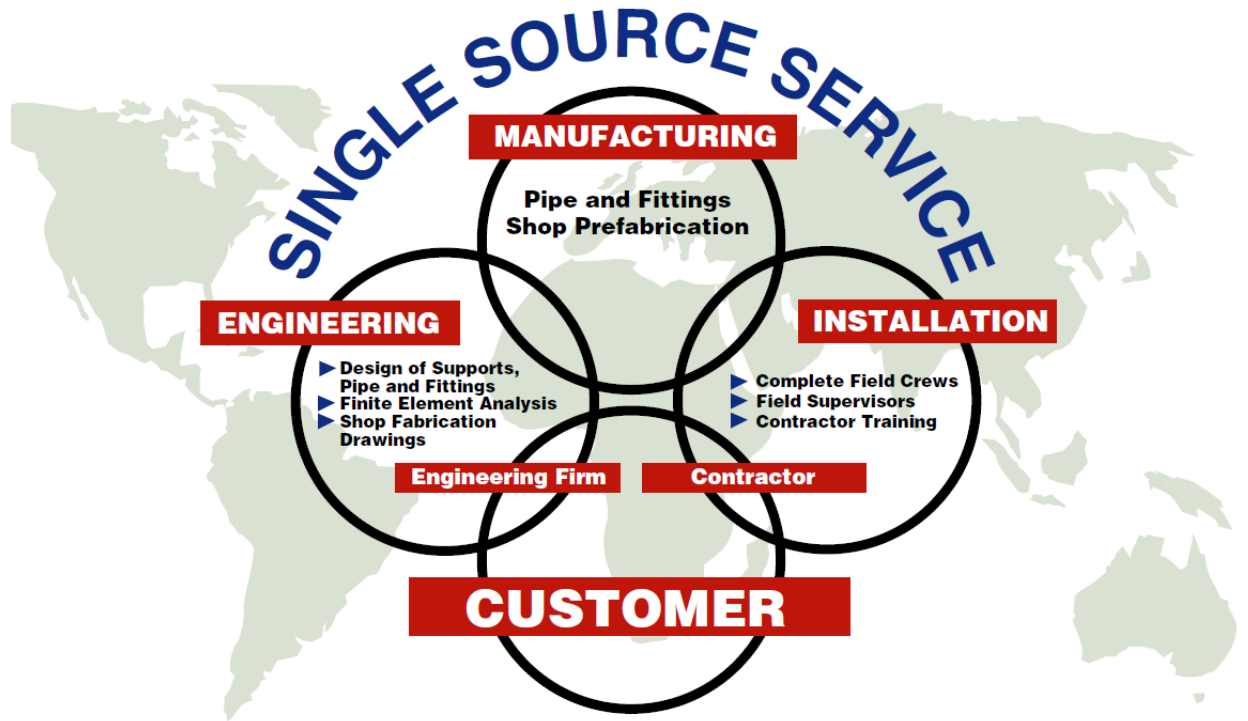 SINGLE SOURCE SERVICE
MANUFACTURING
Pipe and Fittings
Shop Prefabrication
ENGINEERING
Design of Supports,
Pipe and Fittings
Finite Element Analysis
Shop Fabrication
Drawings
INSTALLATION
Complete Field Crews
Field Supervisors
Contractor Training
Engineering Firm
Contractor
CUSTOMER